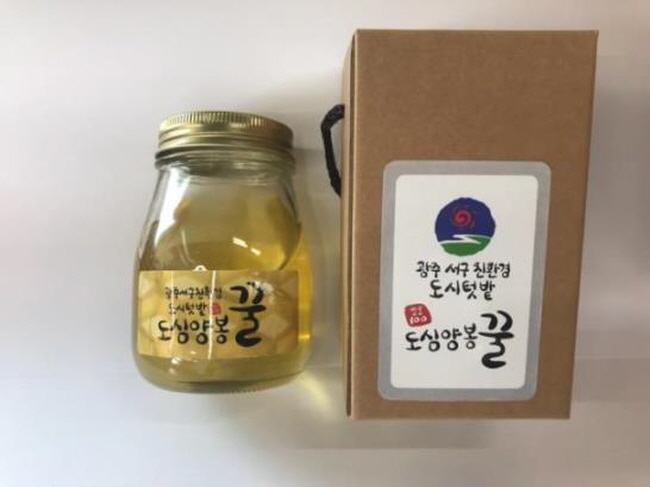 광주서구친환경
도시텃밭
도심양봉 꿀
광주 서구 친환경
도시텃밭
100
도심양봉 꿀